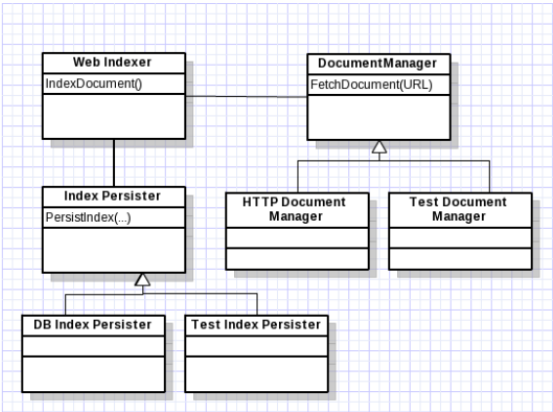 Web Indexer
IndexDocument()
DocumentManager
FetchDocument(URL)
Index Persister
PersistIndex(...)
HTTP Document
Manager
Test Document
Manager
DB Index Persister
Test Index Persister